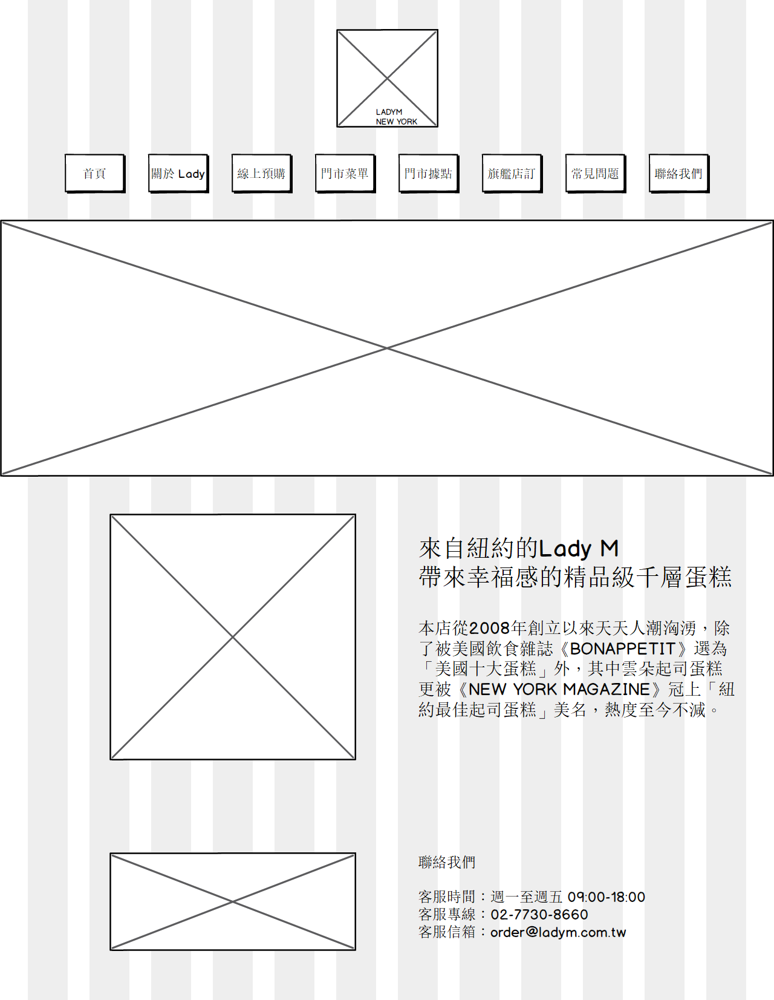 LADYM
NEW YORK
首頁
關於 Lady
線上預購
門市菜單
門市據點
旗艦店訂
常見問題
聯絡我們
來自紐約的Lady M
帶來幸福感的精品級千層蛋糕
本店從2008年創立以來天天人潮洶湧，除
了被美國飲食雜誌《BONAPPETIT》選為
「美國十大蛋糕」外，其中雲朵起司蛋糕
更被《NEW YORK MAGAZINE》冠上「紐
約最佳起司蛋糕」美名，熱度至今不減。
聯絡我們
客服時間：週一至週五 09:00-18:00
客服專線：02-7730-8660
客服信箱：order@ladym.com.tw